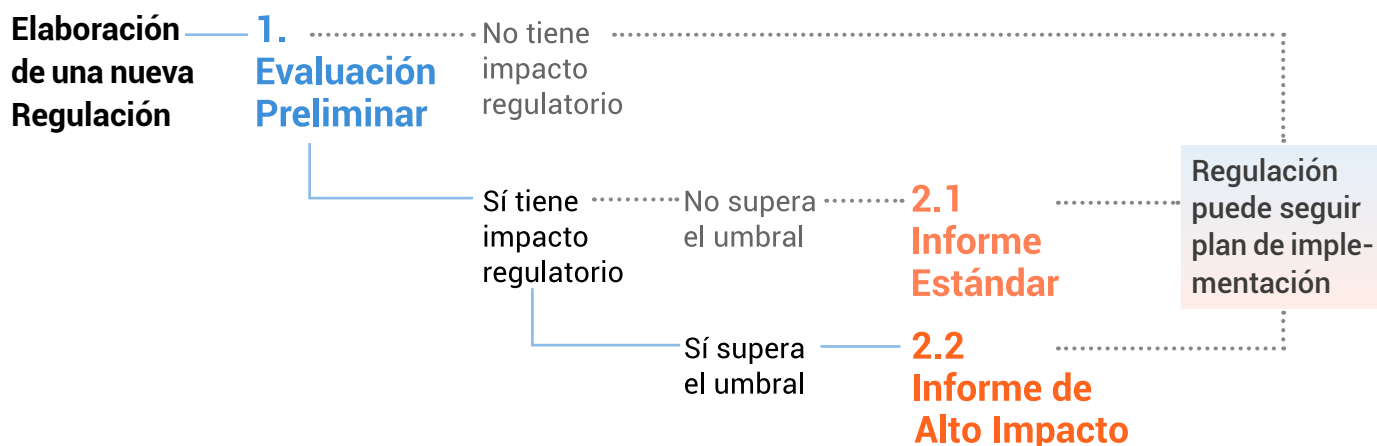 Elaboración
de una nueva
Regulación
1.
Evaluación
Preliminar
No tiene
impacto
regulatorio
Sí tiene
impacto
regulatorio
No supera
el umbral
2.1
Informe
Estándar
Sí supera
el umbral
2.2
Informe de
Alto Impacto
Regulación
puede seguir
plan de imple-
mentación